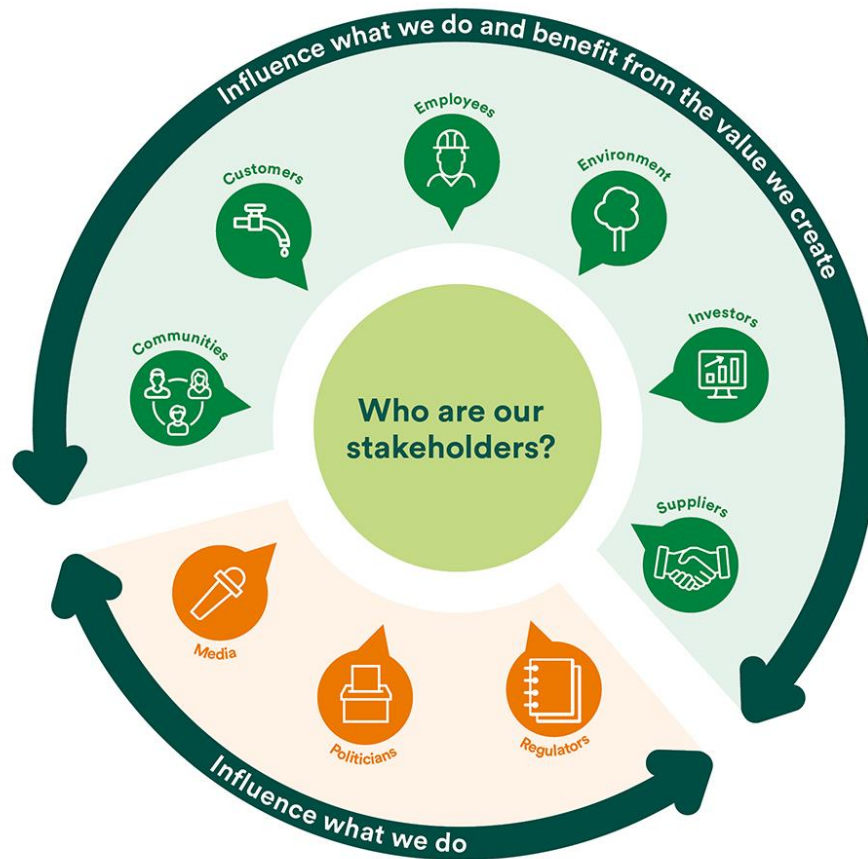 Influence what we do and benefit from the value we create
Employees
Customers
Environment
Communities
Investors
Who are our
stakeholders?
Suppliers
Media
Politicians
Regulators
Influence what we do